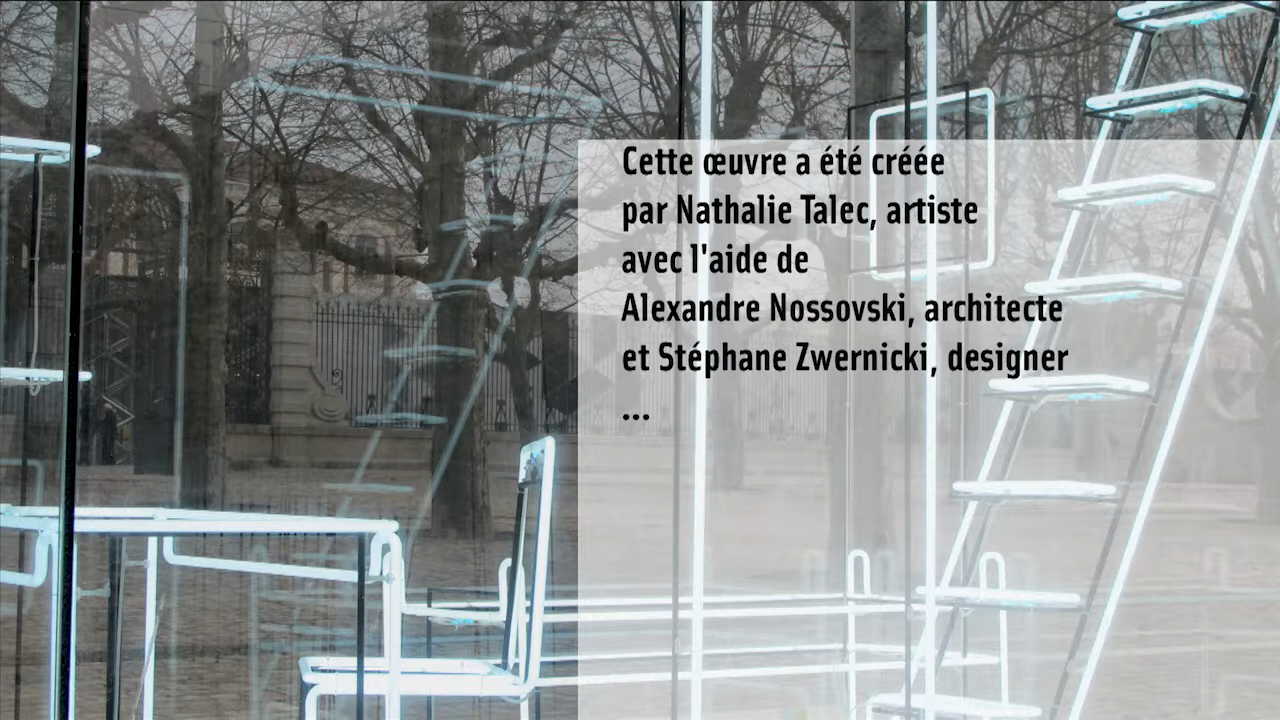 Cette œuvre a été créée
par Nathalie Talec, artiste
avec l'aide de
Alexandre Nossovski, architecte
et Stéphane Zwernicki, designer
...